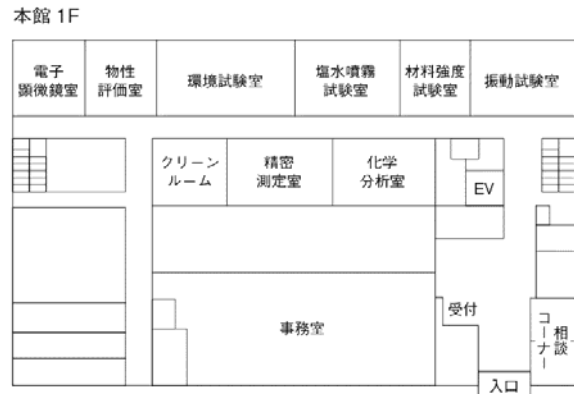 本館 1F
電子
顕微鏡室
物性
評価室
環境試験室
塩水噴霧
試験室
材料強度
試験室
振動試験室
クリーン
ルーム
精密
測定室
化学
分析室
EV
事務室
受付
相談
コーナー
入口